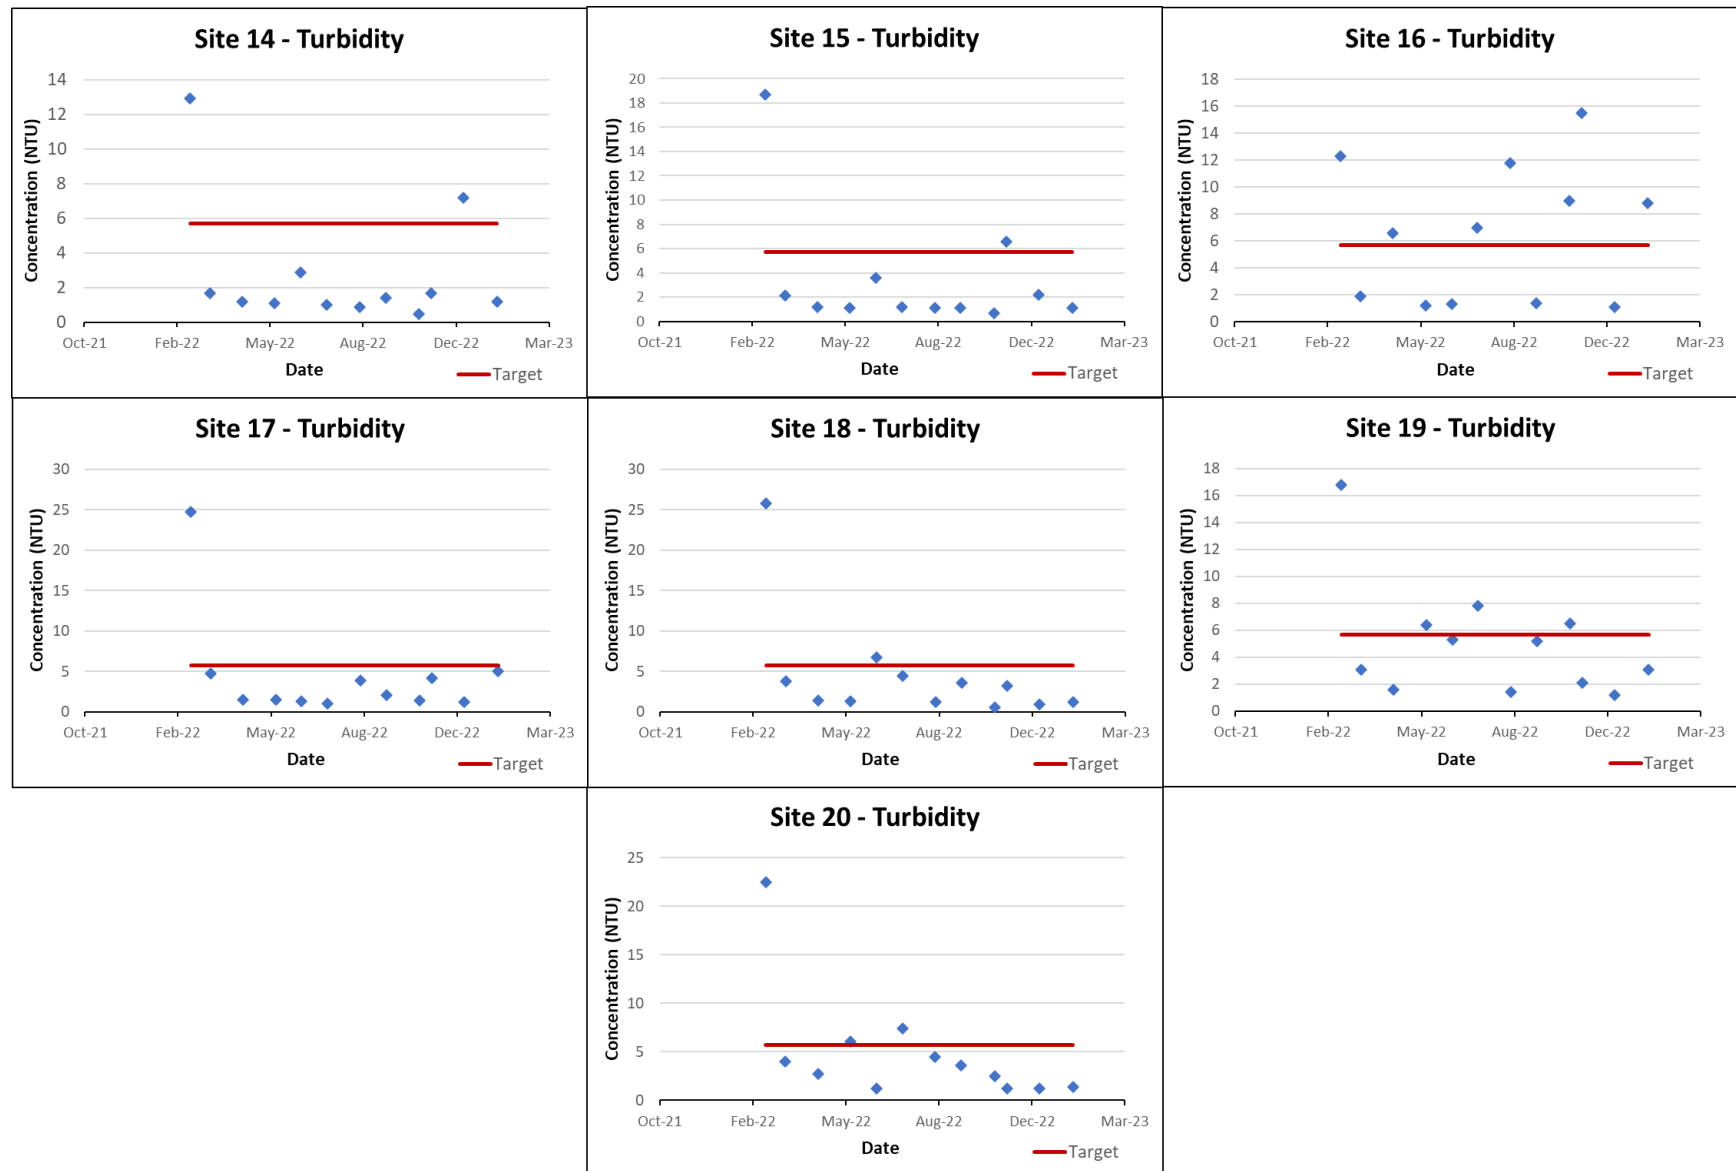 Site 14 - Turbidity
Concentration (NTU)
14
12
10
8
6
4
2
0
Oct-21 Feb-22 May-22 Aug-22 Dec-22 Mar-23
Date
Target
Site 15 - Turbidity
Concentration (NTU)
20
18
16
14
12
10
8
6
4
2
0
Oct-21 Feb-22 May-22 Aug-22 Dec-22 Mar-23
Date
Target
Site 16 - Turbidity
Concentration (NTU)
18
16
14
12
10
8
6
4
2
0
Oct-21 Feb-22 May-22 Aug-22 Dec-22 Mar-23
Date
Target
Site 17 - Turbidity
Concentration (NTU)
30
25
20
15
10
5
0
Oct-21 Feb-22 May-22 Aug-22 Dec-22 Mar-23
Date
Target
Site 18 - Turbidity
Concentration (NTU)
30
25
20
15
10
5
0
Oct-21 Feb-22 May-22 Aug-22 Dec-22 Mar-23
Date
Target
Site 19 - Turbidity
Concentration (NTU)
18
16
14
12
10
8
6
4
2
0
Oct-21 Feb-22 May-22 Aug-22 Dec-22 Mar-23
Date
Target
Site 20 - Turbidity
Concentration (NTU)
25
20
15
10
5
0
Oct-21 Feb-22 May-22 Aug-22 Dec-22 Mar-23
Date
Target